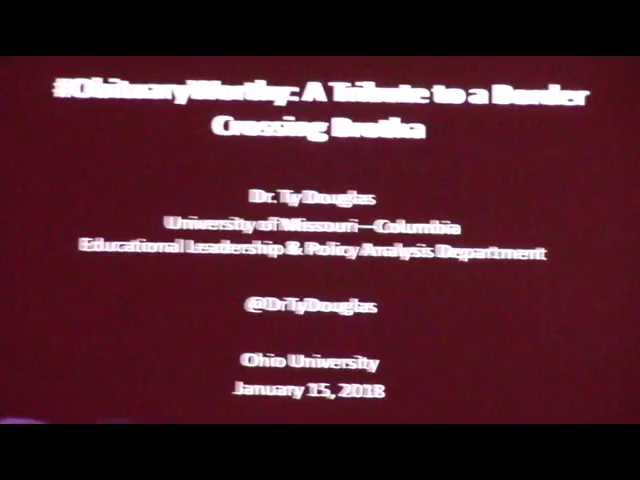 #ObituaryWorthy: A Tribute to a Border
Crossing Brotha
Dr. Ty Douglas
University of Missouri—Columbia
Educational Leadership & Policy Analysis Department
@DrTyDouglas
Ohio University
January 15, 2018